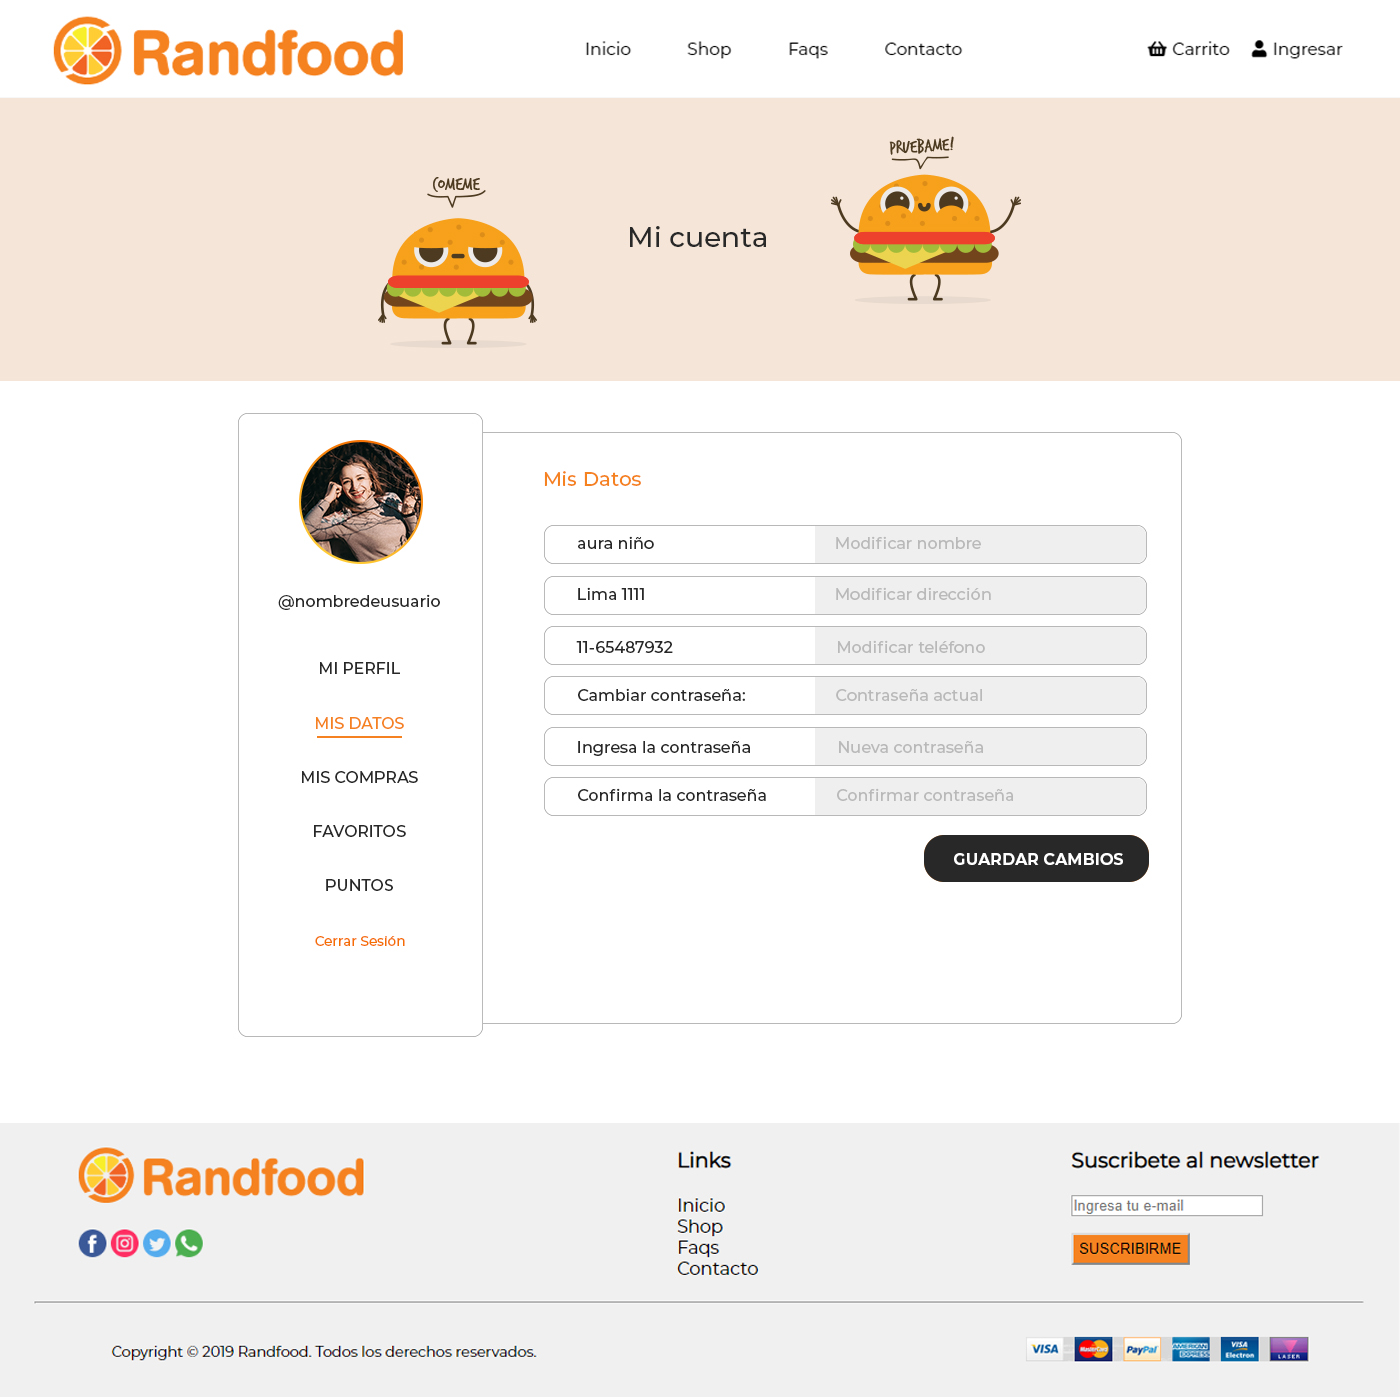 Randfood
Inicio Shop Faqs Contacto
Carrito Ingresar
COMEME
PRUEBAME!
Mi cuenta
@nombredeusuario
MI PERFIL
MIS DATOS
MIS COMPRAS
FAVORITOS
PUNTOS
Cerrar Sesión
Mis Datos
aura niño Modificar nombre
Lima 1111 Modificar dirección
11-65487932 Modificar teléfono
Cambiar contraseña: Contraseña actual
Ingresa la contraseña Nueva contraseña
Confirma la contraseña Confirmar contraseña
GUARDAR CAMBIOS
Randfood
Links
Inicio
Shop
Faqs
Contacto
Suscribete al newsletter
Ingresa tu e-mail
SUSCRIBIRME
Copyright © 2019 Randfood. Todos los derechos reservados.
VISA
MasterCard
PayPal
AMERICAN EXPRESS
VISA Electron
LASER